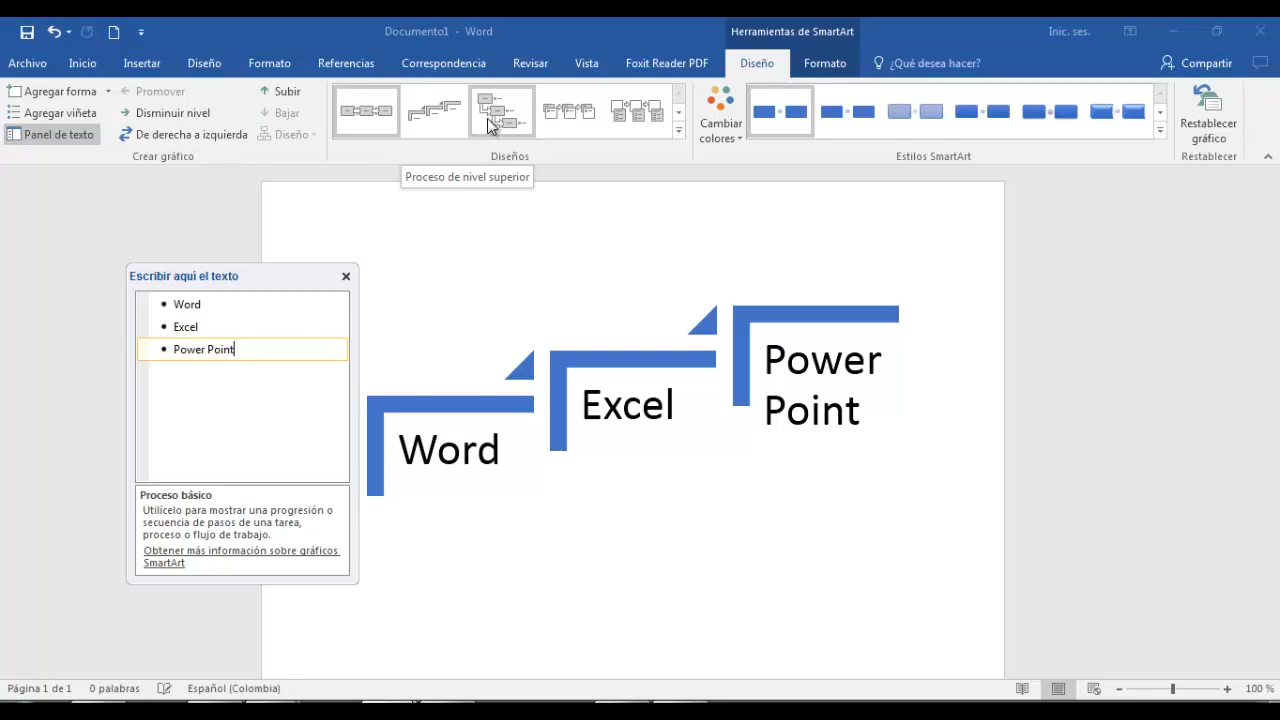 Documento1 - Word
Herramientas de SmartArt
Inic. ses.
Archivo
Inicio
Insertar
Diseño
Formato
Referencias
Correspondencia
Revisar
Vista
Foxit Reader PDF
Diseño
Formato
¿Qué desea hacer?
Compartir
Agregar forma
Promover
Subir
Agregar viñeta
Disminuir nivel
Bajar
Panel de texto
De derecha a izquierda
Diseño
Cambiar
colores
Restablecer
gráfico
Crear gráfico
Diseños
Estilos SmartArt
Restablecer
Proceso de nivel superior
Escribir aquí el texto
Word
Excel
Power Point
Proceso básico
Utilícelo para mostrar una progresión o
secuencia de pasos de una tarea,
proceso o flujo de trabajo.
Obtener más información sobre gráficos
SmartArt
Word
Excel
Power
Point
Página 1 de 1
0 palabras
Español (Colombia)
100 %